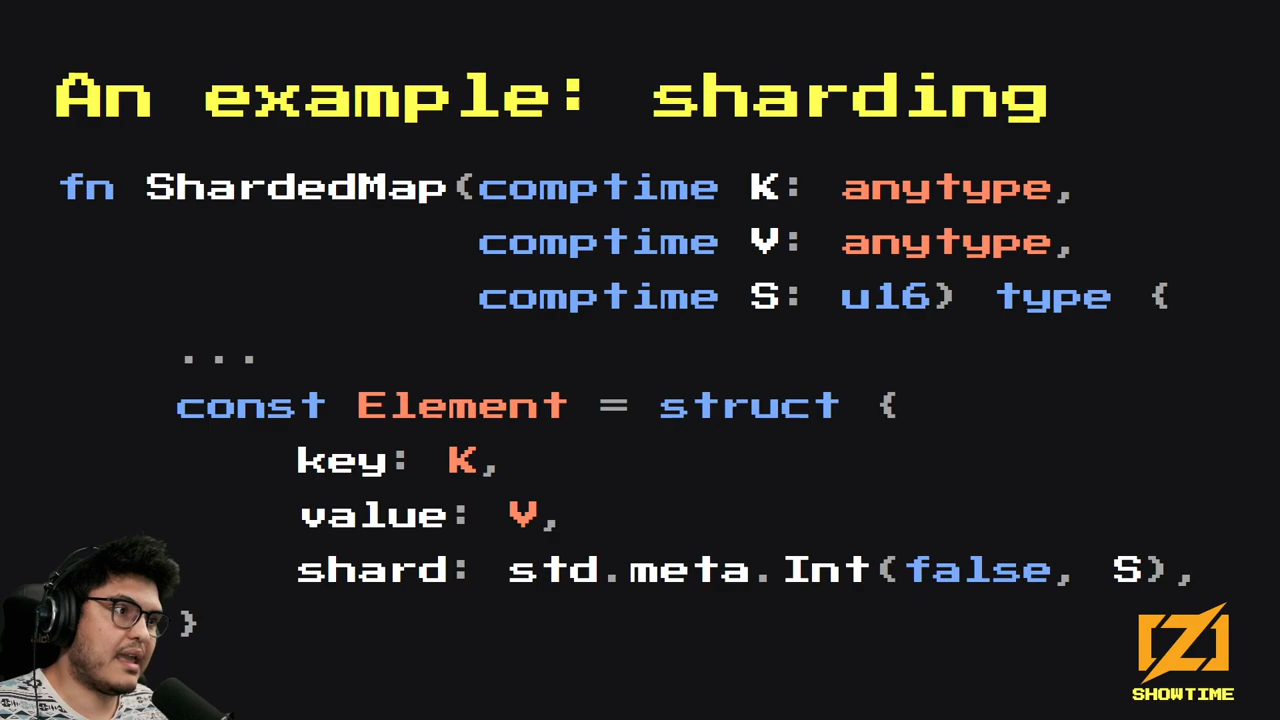 An example: sharding
fn ShardedMap(comptime K: anytype,
comptime V: anytype,
comptime S: u16) type {
...
const Element = struct {
key: K,
value: V,
shard: std.meta.Int(false, S),
}
Z
SHOWTIME